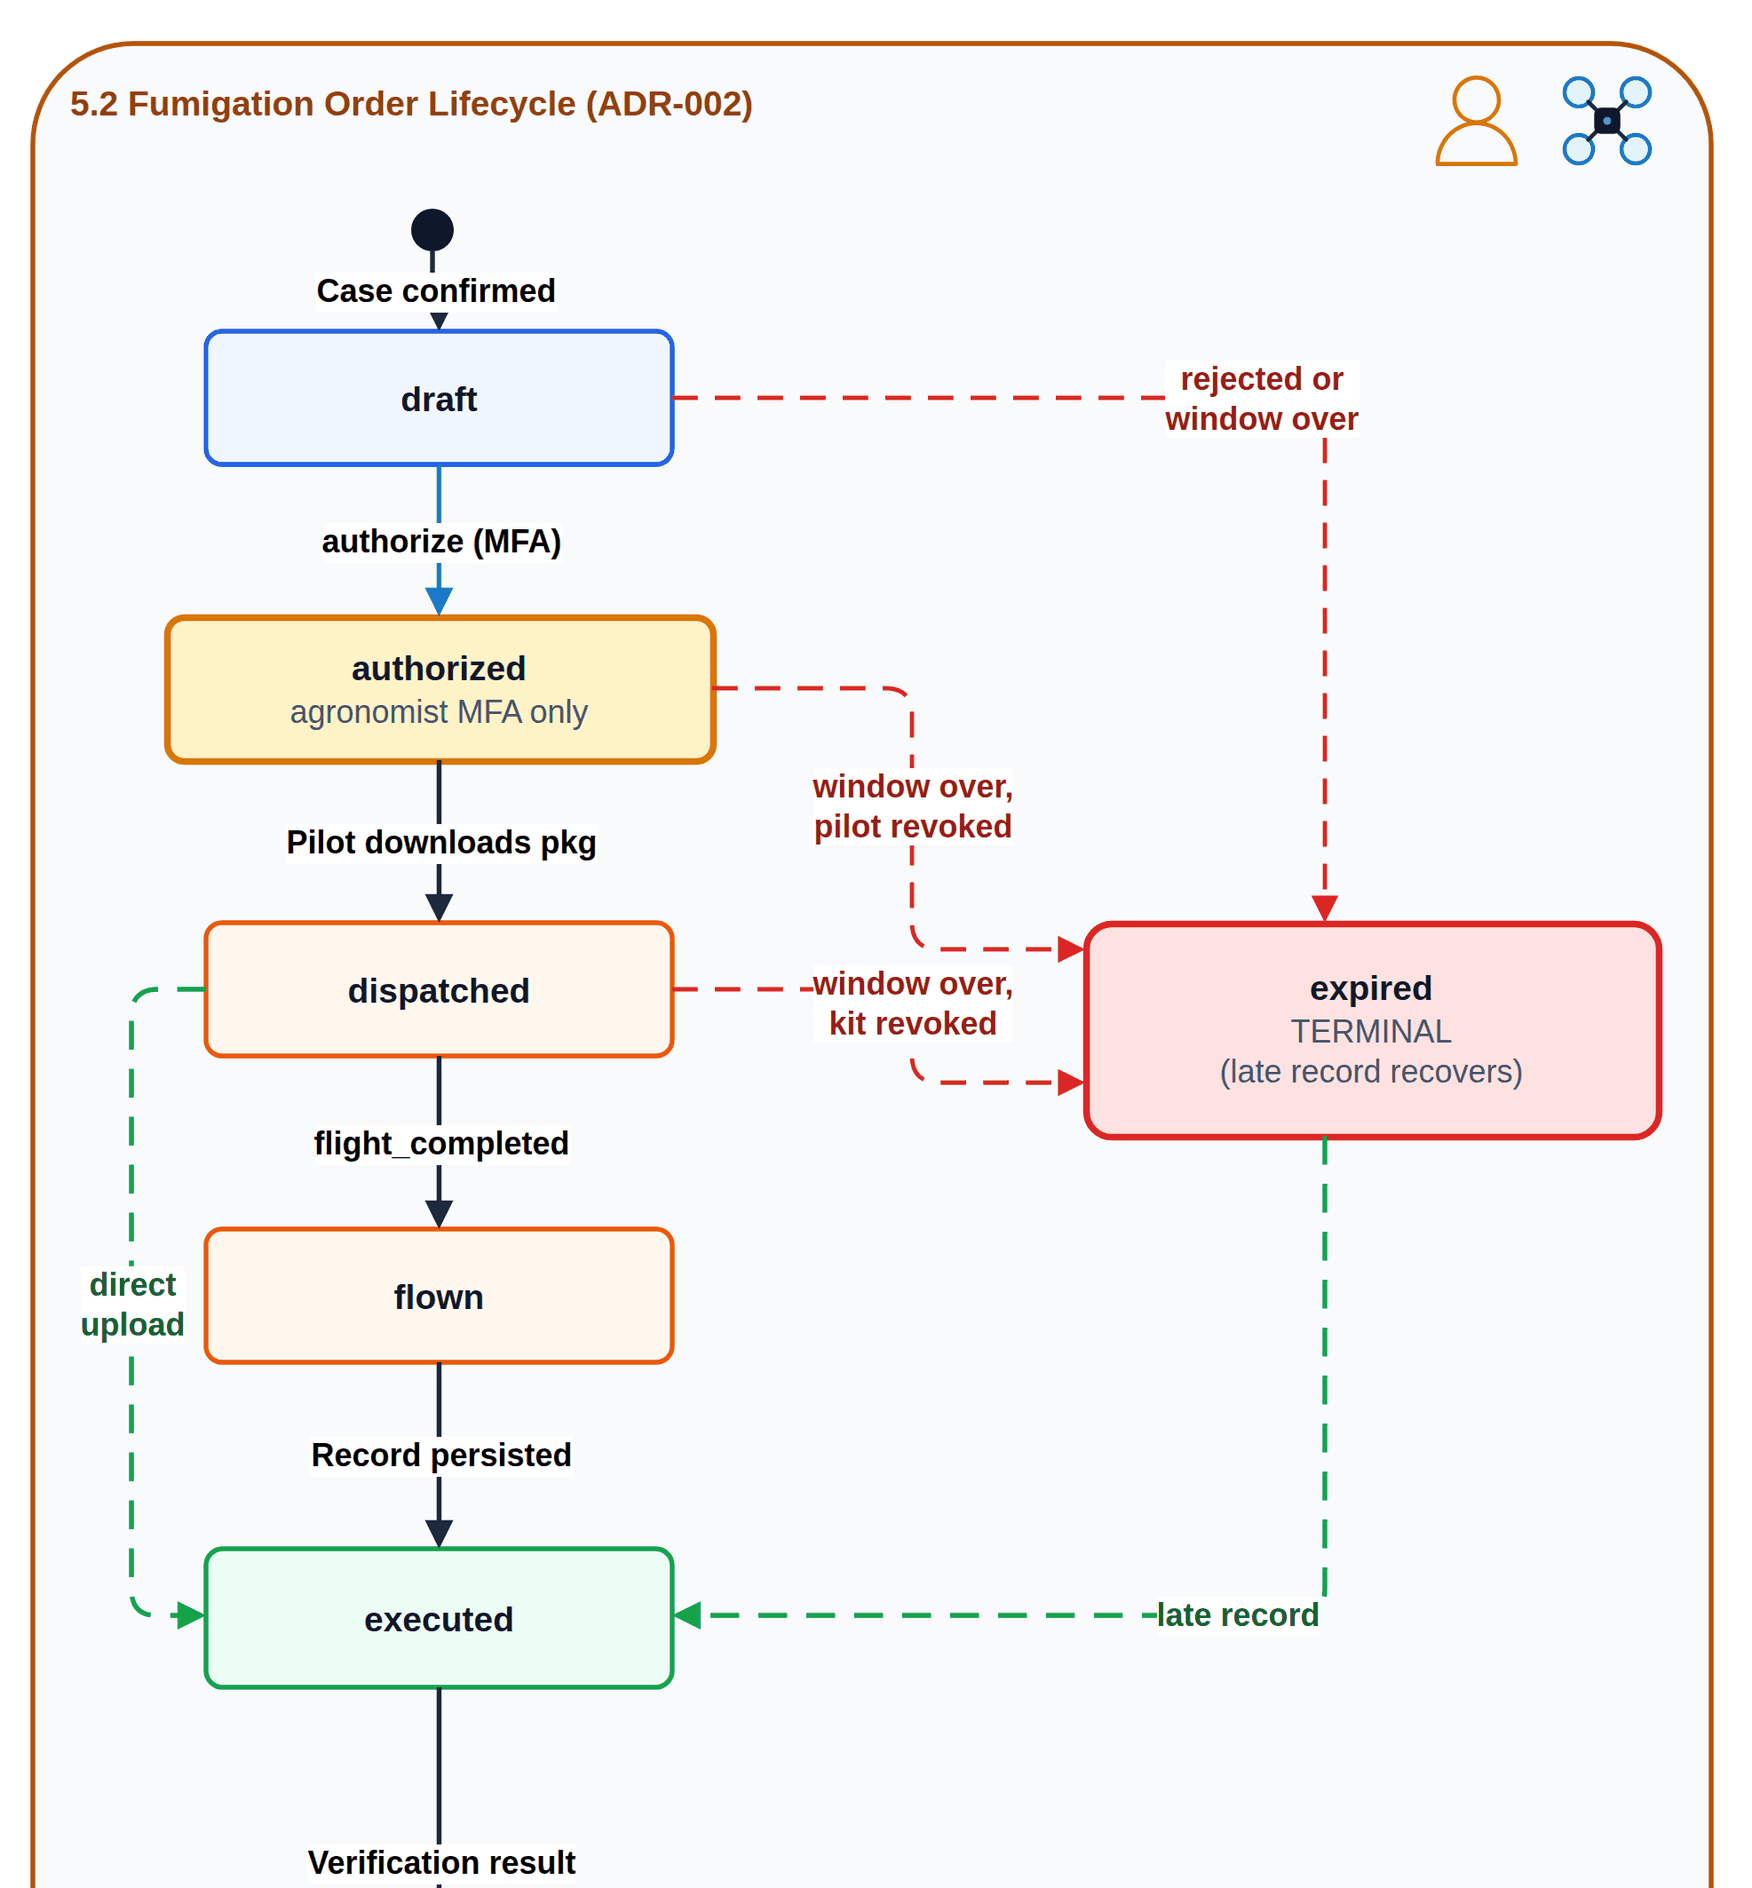 5.2 Fumigation Order Lifecycle (ADR-002)
Case confirmed
draft
rejected or
window over
authorize (MFA)
authorized
agronomist MFA only
window over,
pilot revoked
Pilot downloads pkg
dispatched
window over,
kit revoked
expired
TERMINAL
(late record recovers)
flight_completed
direct
upload
flown
Record persisted
executed
late record
Verification result